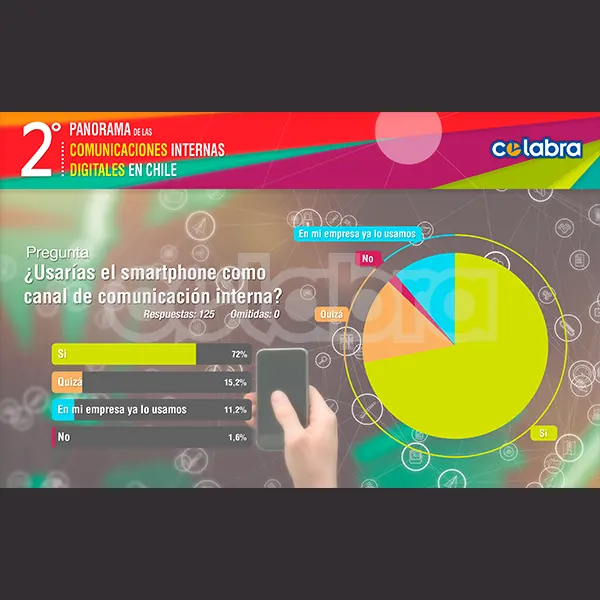 2°
PANORAMA DE LAS
COMUNICACIONES INTERNAS
DIGITALES EN CHILE
colabra
Pregunta
¿Usarías el smartphone como
canal de comunicación interna?
Respuestas: 125 Omitidas: 0
Si 72%
Quizá 15,2%
En mi empresa ya lo usamos 11,2%
No 1,6%
En mi empresa ya lo usamos
No
Quizá
Si
colabra